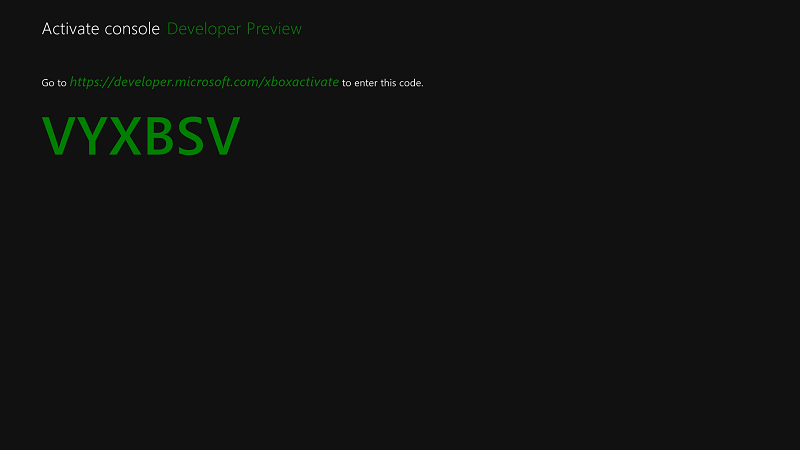 Activate console Developer Preview
Go to https://developer.microsoft.com/xboxactivate to enter this code.
VYXBSV